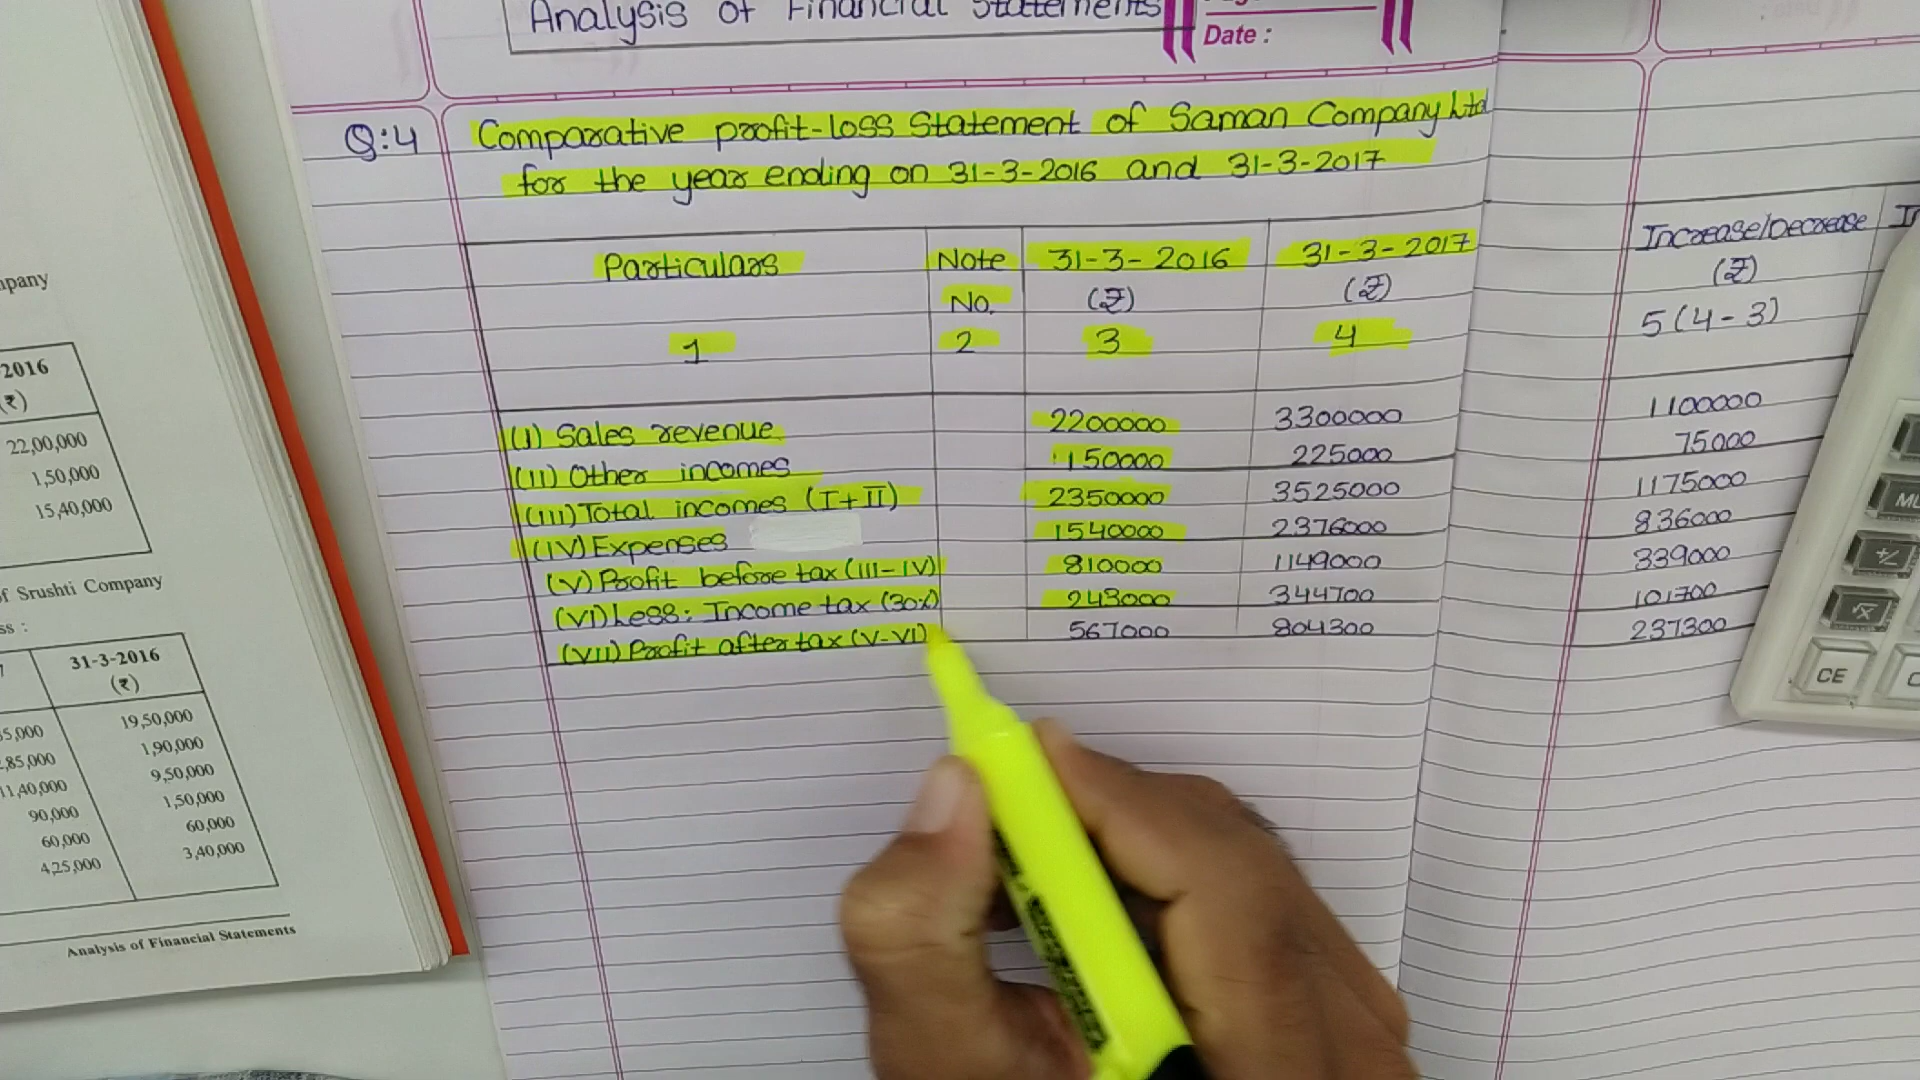 Analysis of Financial Statements
Date :
Q:4 Comparative profit-loss Statement of Saman Company Ltd
for the year ending on 31-3-2016 and 31-3-2017
Particulars Note No. 31-3-2016 (₹) 31-3-2017 (₹) Increase/Decrease (₹)
1 2 3 4 5 (4-3)
(I) Sales revenue 2200000 3300000 1100000
(II) Other incomes 150000 225000 75000
(III) Total incomes (I+II) 2350000 3525000 1175000
(IV) Expenses 1540000 2376000 836000
(V) Profit before tax (III-IV) 810000 1149000 339000
(VI) Less: Income tax (30%) 243000 344700 101700
(VII) Profit after tax (V-VI) 567000 804300 237300
2016
(₹)
22,00,000
1,50,000
15,40,000
Srushti Company
31-3-2016
(₹)
19,50,000
1,90,000
11,40,000 9,50,000
90,000 1,50,000
60,000 60,000
4,25,000 3,40,000
Analysis of Financial Statements
CE